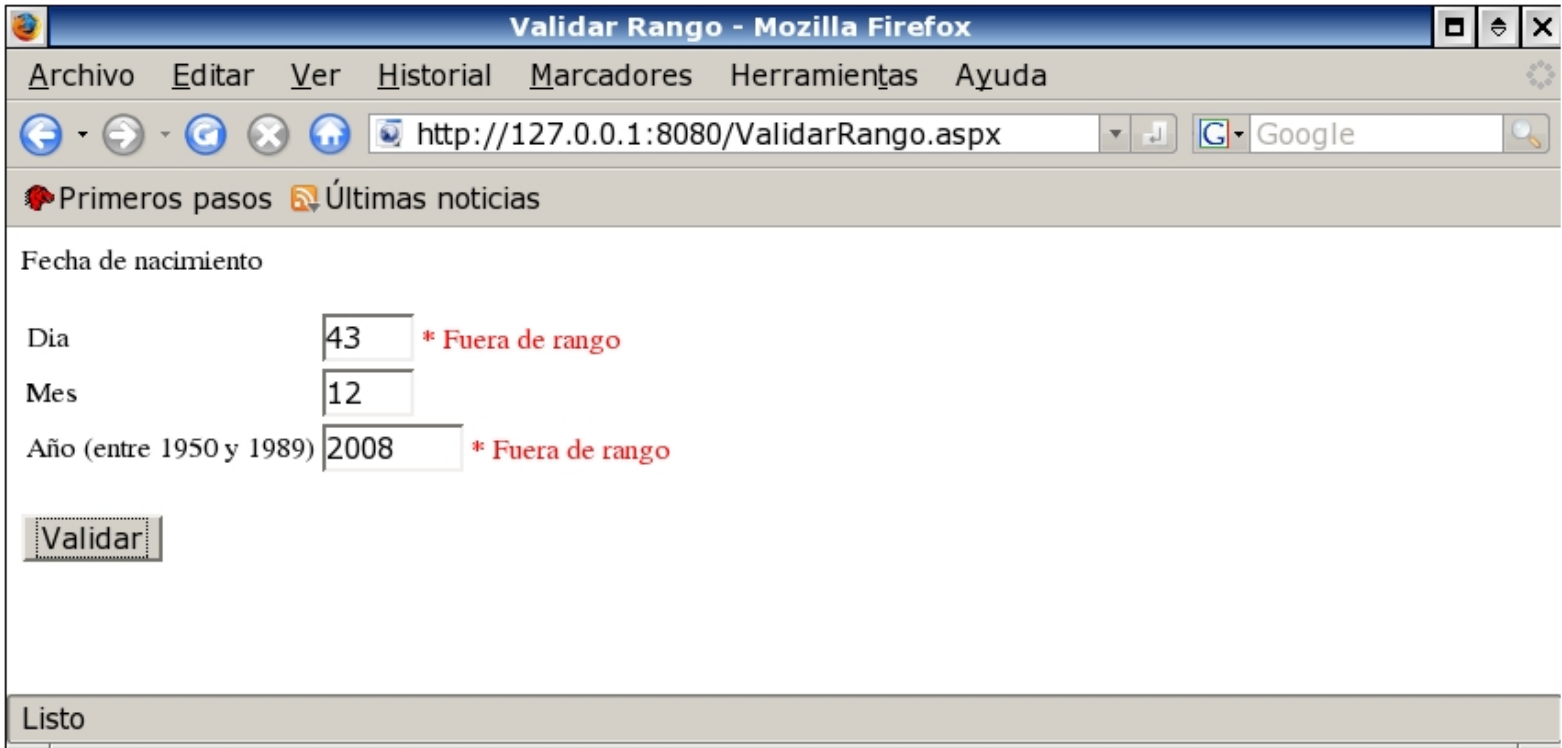 Validar Rango - Mozilla Firefox
Archivo Editar Ver Historial Marcadores Herramientas Ayuda
http://127.0.0.1:8080/ValidarRango.aspx G Google
Primeros pasos Últimas noticias
Fecha de nacimiento
Dia 43 * Fuera de rango
Mes 12
Año (entre 1950 y 1989) 2008 * Fuera de rango
Validar
Listo